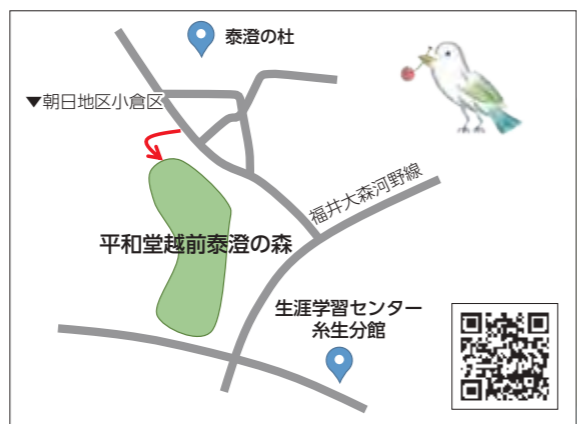 泰澄の杜
▼朝日地区小倉区
福井大森河野線
平和堂越前泰澄の森
生涯学習センター
糸生分館